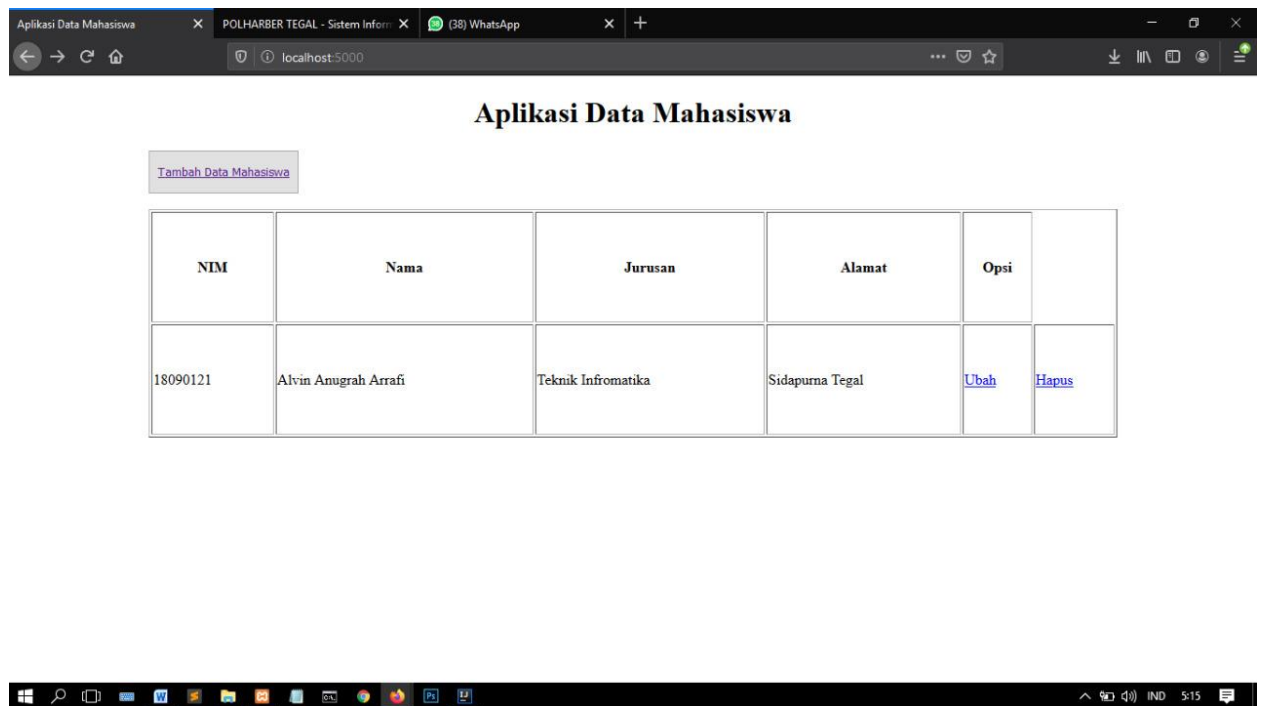 Aplikasi Data Mahasiswa
POLHARBER TEGAL - Sistem Inform
(38) WhatsApp
localhost:5000
Aplikasi Data Mahasiswa
Tambah Data Mahasiswa
NIM Nama Jurusan Alamat Opsi
18090121 Alvin Anugrah Arrafi Teknik Infromatika Sidapurna Tegal Ubah Hapus
IND 5:15